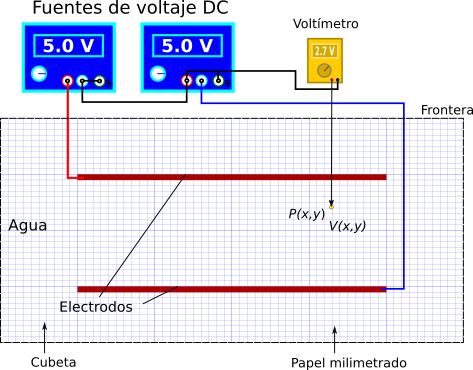 Fuentes de voltaje DC
Voltímetro
5.0 V
5.0 V
2.7 V
Frontera
Agua
P(x,y)
V(x,y)
Electrodos
Cubeta
Papel milimetrado